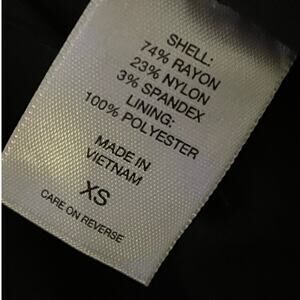 SHELL:
74% RAYON
23% NYLON
3% SPANDEX
LINING:
100% POLYESTER
MADE IN
VIETNAM
XS
CARE ON REVERSE